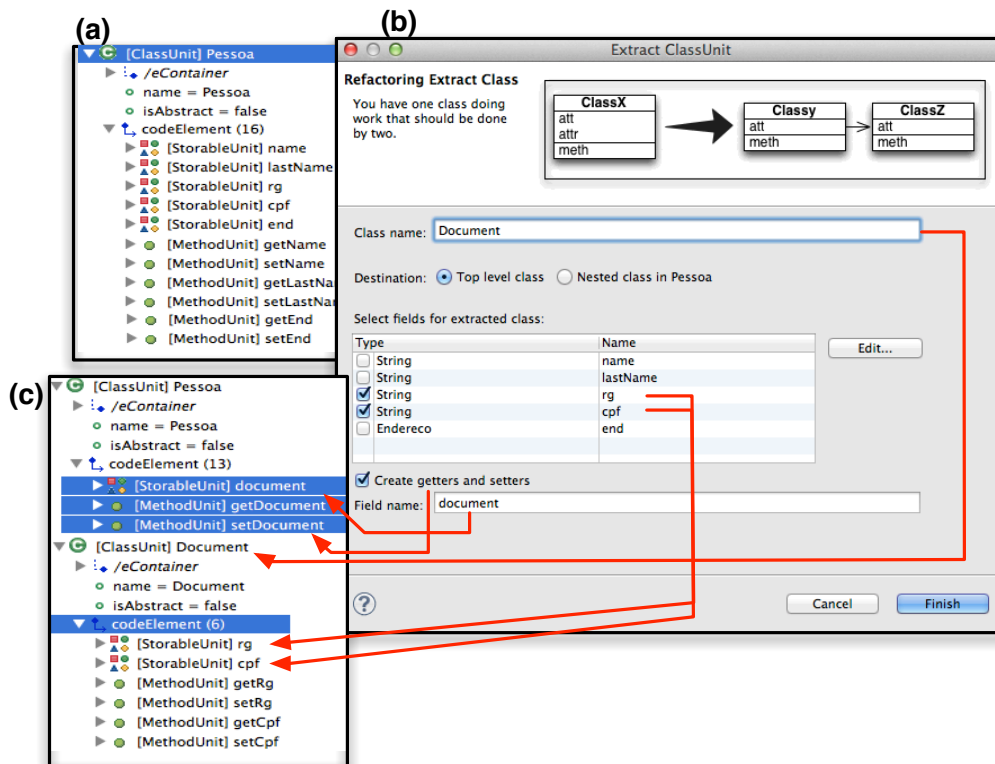 (a)
[ClassUnit] Pessoa
/eContainer
name = Pessoa
isAbstract = false
codeElement (16)
[StorableUnit] name
[StorableUnit] lastName
[StorableUnit] rg
[StorableUnit] cpf
[StorableUnit] end
[MethodUnit] getName
[MethodUnit] setName
[MethodUnit] getLastNa
[MethodUnit] setLastNar
[MethodUnit] getEnd
[MethodUnit] setEnd
(b)
Extract ClassUnit
Refactoring Extract Class
You have one class doing
work that should be done
by two.
ClassX
att
attr
meth
Classy
att
meth
ClassZ
att
meth
Class name: Document
Destination: Top level class Nested class in Pessoa
Select fields for extracted class:
Type Name
String name
String lastName
String rg
String cpf
Endereco end
Edit...
Create getters and setters
Field name: document
?
Cancel Finish
(c)
[ClassUnit] Pessoa
/eContainer
name = Pessoa
isAbstract = false
codeElement (13)
[StorableUnit] document
[MethodUnit] getDocument
[MethodUnit] setDocument
[ClassUnit] Document
/eContainer
name = Document
isAbstract = false
codeElement (6)
[StorableUnit] rg
[StorableUnit] cpf
[MethodUnit] getRg
[MethodUnit] setRg
[MethodUnit] getCpf
[MethodUnit] setCpf